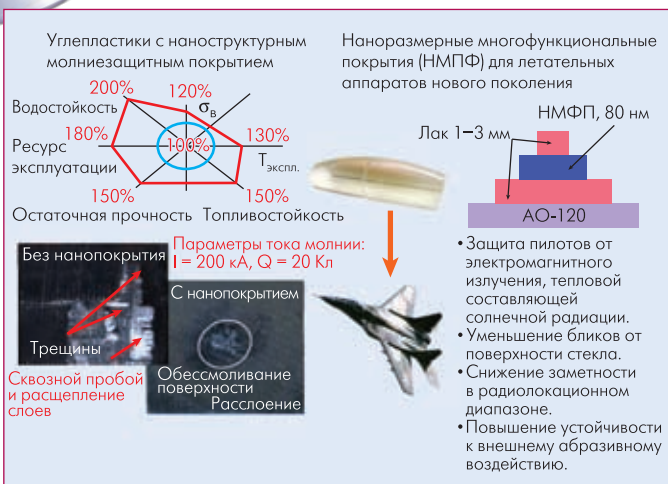 Углепластики с наноструктурным
молниезащитным покрытием
200%
120%
σв
Водостойкость
180%
Ресурс
эксплуатации
100%
130%
Тэкспл.
150%
150%
Остаточная прочность
Топливостойкость
Без нанопокрытия
Трещины
Сквозной пробой
и расщепление
слоев
Параметры тока молнии:
I = 200 кА, Q = 20 Кл
С нанопокрытием
Обессмоливание
поверхности
Расслоение
Наноразмерные многофункциональные
покрытия (НМПФ) для летательных
аппаратов нового поколения
НМФП, 80 нм
Лак 1–3 мм
АО-120
• Защита пилотов от
электромагнитного
излучения, тепловой
составляющей
солнечной радиации.
• Уменьшение бликов от
поверхности стекла.
• Снижение заметности
в радиолокационном
диапазоне.
• Повышение устойчивости
к внешнему абразивному
воздействию.